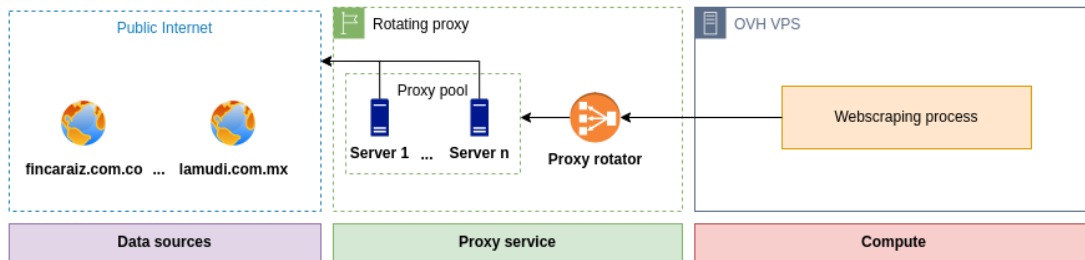 Public Internet
fincaraiz.com.co ... lamudi.com.mx
Data sources
Rotating proxy
Proxy pool
Server 1 ... Server n
Proxy rotator
Proxy service
OVH VPS
Webscraping process
Compute